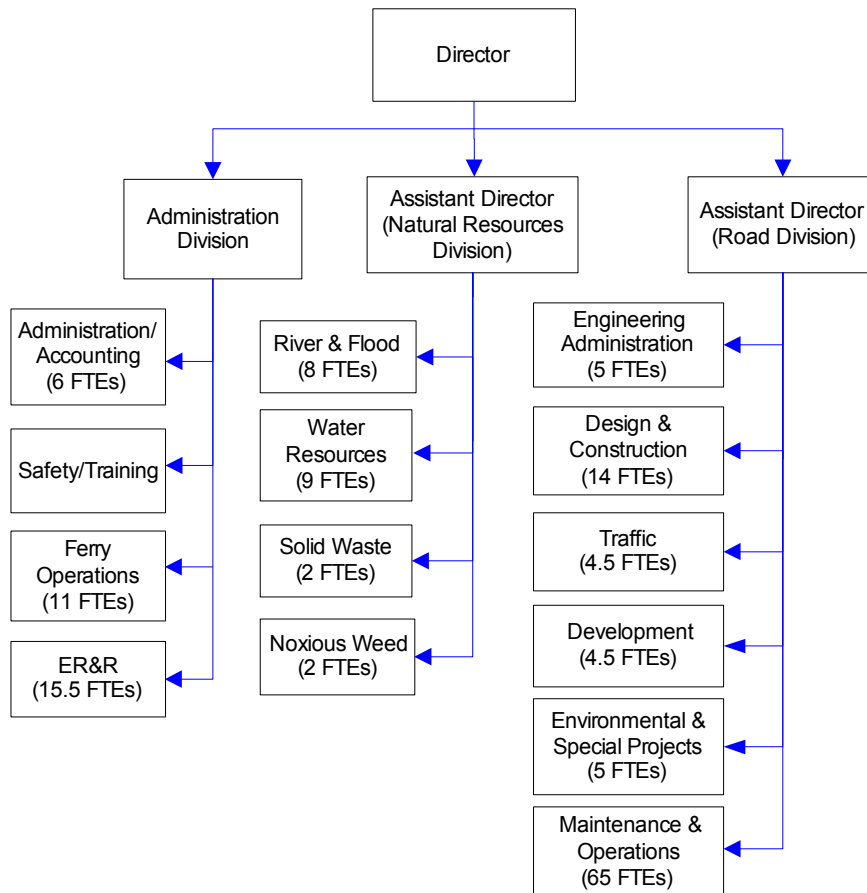 Director
Administration
Division
Assistant Director
(Natural Resources
Division)
Assistant Director
(Road Division)
Administration/
Accounting
(6 FTEs)
Safety/Training
Ferry
Operations
(11 FTEs)
ER&R
(15.5 FTEs)
River & Flood
(8 FTEs)
Water
Resources
(9 FTEs)
Solid Waste
(2 FTEs)
Noxious Weed
(2 FTEs)
Engineering
Administration
(5 FTEs)
Design &
Construction
(14 FTEs)
Traffic
(4.5 FTEs)
Development
(4.5 FTEs)
Environmental &
Special Projects
(5 FTEs)
Maintenance &
Operations
(65 FTEs)